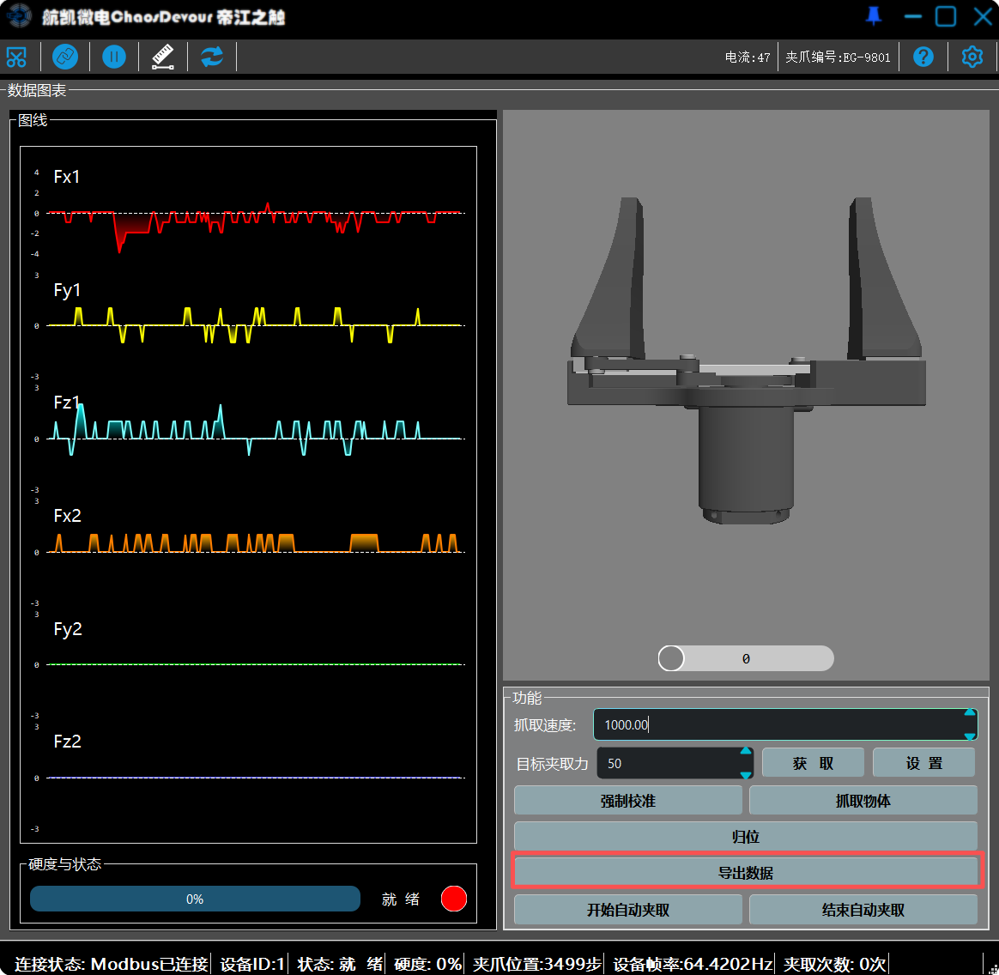 航凯微电ChaosDevour 帝江之触
电流:47 夹爪编号:EG-9801
数据图表
图线
4
Fx1
2
0
-2
-4
3
Fy1
0
-3
3
Fz1
0
-3
3
Fx2
0
-3
3
Fy2
0
-3
3
Fz2
0
-3
硬度与状态
0% 就 绪
0
功能
抓取速度: 1000.00
目标夹取力 50 获 取 设 置
强制校准 抓取物体
归位
导出数据
开始自动夹取 结束自动夹取
连接状态: Modbus已连接 设备ID:1 状态: 就 绪 硬度: 0% 夹爪位置:3499步 设备帧率:64.4202Hz 夹取次数: 0次